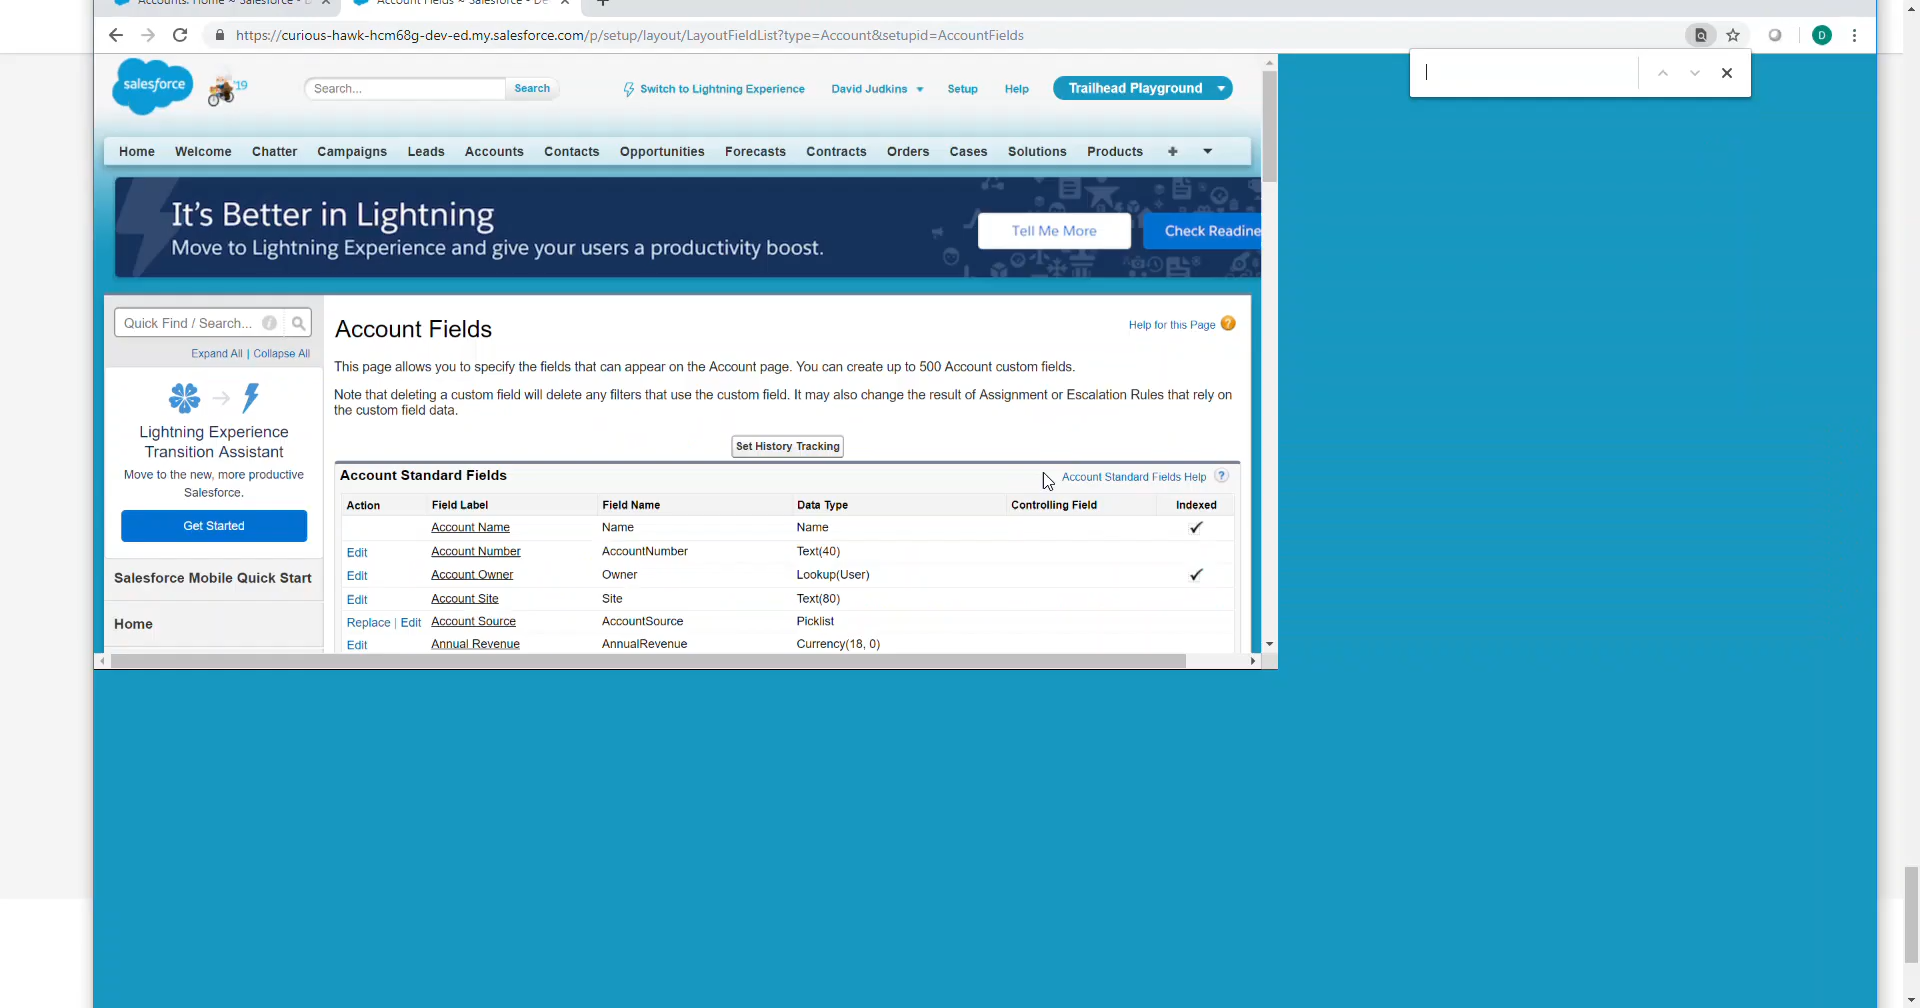 Accounts: Home ~ Salesforce - D
Account Fields ~ Salesforce - De
https://curious-hawk-hcm68g-dev-ed.my.salesforce.com/p/setup/layout/LayoutFieldList?type=Account&setupid=AccountFields
D
salesforce
'19
Search...
Search
Switch to Lightning Experience
David Judkins
Setup
Help
Trailhead Playground
Home Welcome Chatter Campaigns Leads Accounts Contacts Opportunities Forecasts Contracts Orders Cases Solutions Products +
It's Better in Lightning
Move to Lightning Experience and give your users a productivity boost.
Tell Me More
Check Readine
Quick Find / Search...
Expand All | Collapse All
Lightning Experience
Transition Assistant
Move to the new, more productive
Salesforce.
Get Started
Salesforce Mobile Quick Start
Home
Account Fields
Help for this Page
This page allows you to specify the fields that can appear on the Account page. You can create up to 500 Account custom fields.
Note that deleting a custom field will delete any filters that use the custom field. It may also change the result of Assignment or Escalation Rules that rely on
the custom field data.
Set History Tracking
Account Standard Fields
Account Standard Fields Help ?
Action Field Label Field Name Data Type Controlling Field Indexed
Account Name Name Name
Edit Account Number AccountNumber Text(40)
Edit Account Owner Owner Lookup(User)
Edit Account Site Site Text(80)
Replace | Edit Account Source AccountSource Picklist
Edit Annual Revenue AnnualRevenue Currency(18, 0)